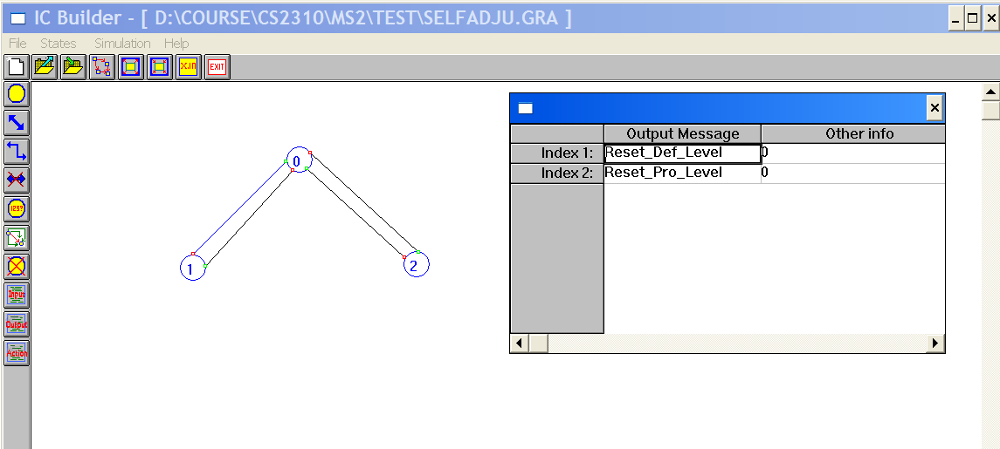 IC Builder - [ D:\COURSE\CS2310\MS2\TEST\SELFADJU.GRA ]
File States Simulation Help
X.in EXIT
Output Message Other info
Index 1: Reset_Def_Level 0
Index 2: Reset_Pro_Level 0
0
1
2
123?
Input
Output
Action